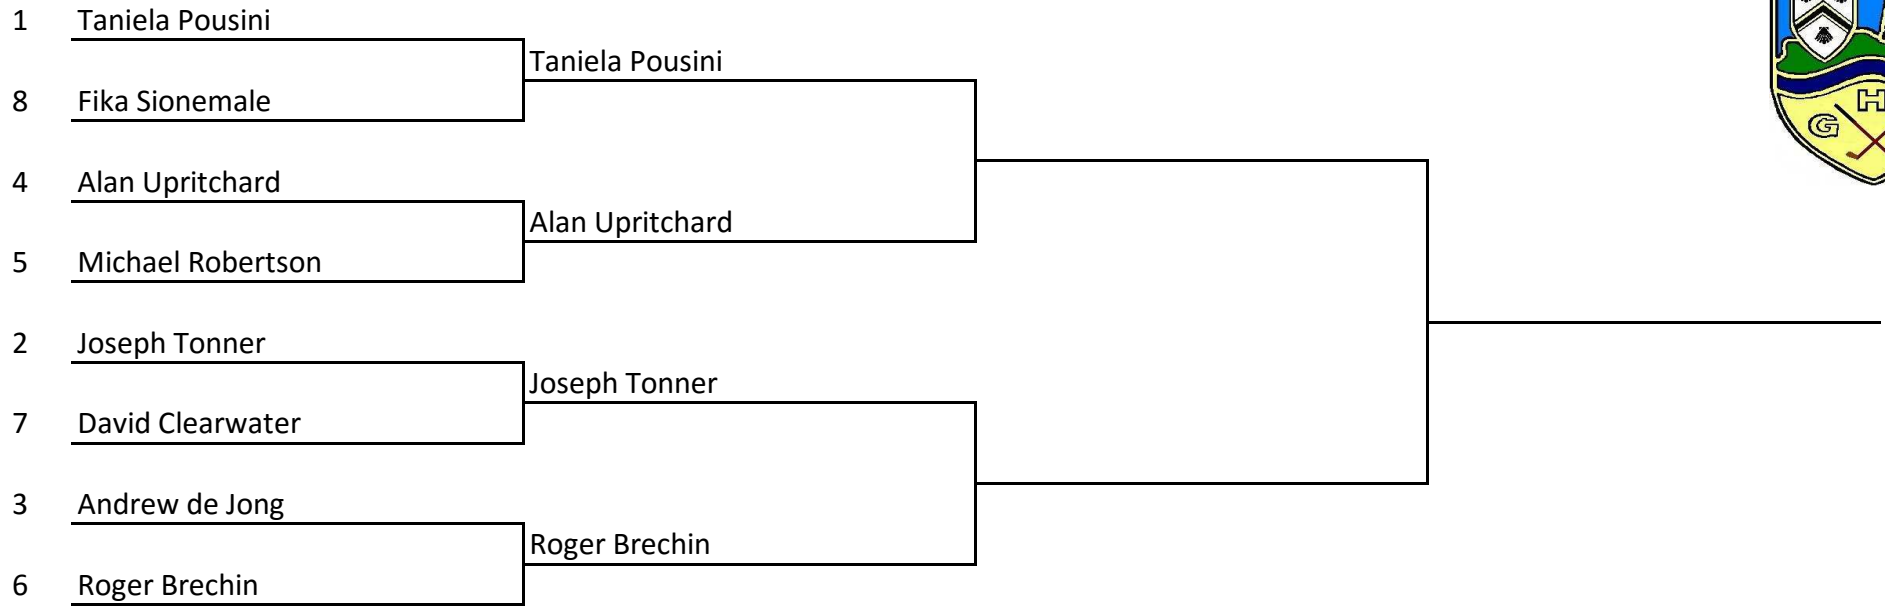 1 Taniela Pousini
Taniela Pousini
8 Fika Sionemale
4 Alan Upritchard
Alan Upritchard
5 Michael Robertson
2 Joseph Tonner
Joseph Tonner
7 David Clearwater
3 Andrew de Jong
Roger Brechin
6 Roger Brechin
G H